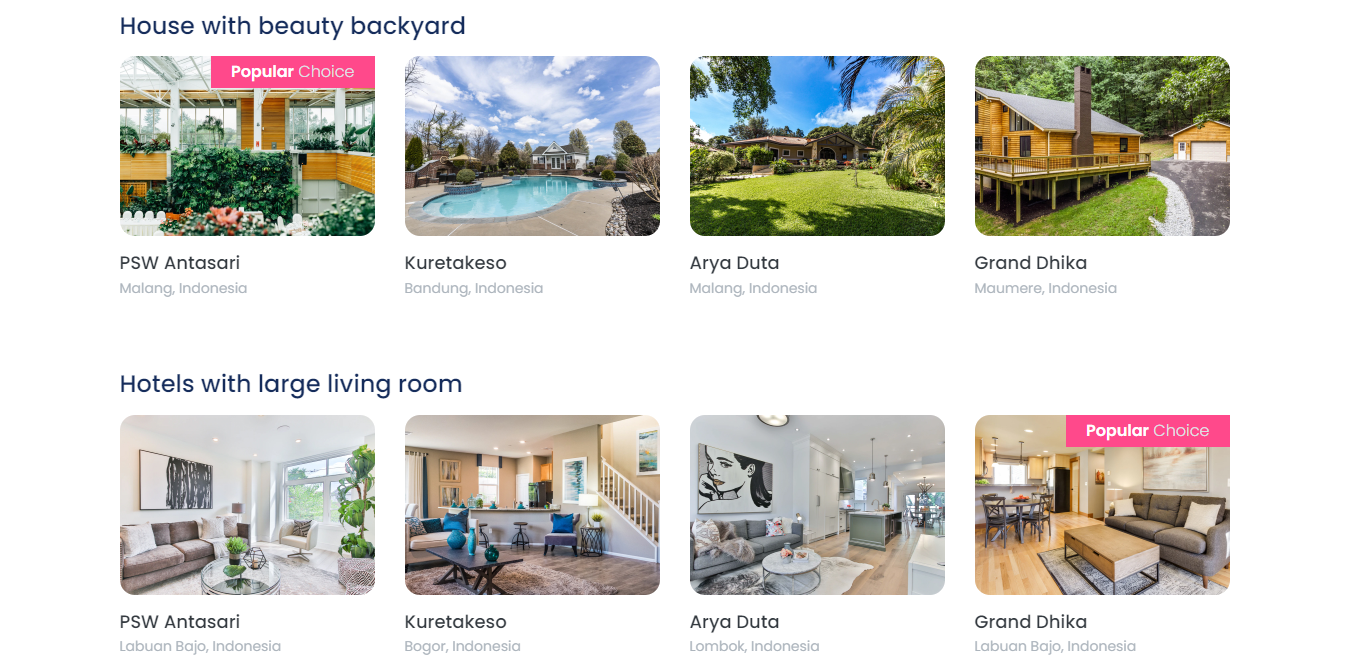 House with beauty backyard
Popular Choice
PSW Antasari
Malang, Indonesia
Kuretakeso
Bandung, Indonesia
Arya Duta
Malang, Indonesia
Grand Dhika
Maumere, Indonesia
Hotels with large living room
Popular Choice
PSW Antasari
Labuan Bajo, Indonesia
Kuretakeso
Bogor, Indonesia
Arya Duta
Lombok, Indonesia
Grand Dhika
Labuan Bajo, Indonesia